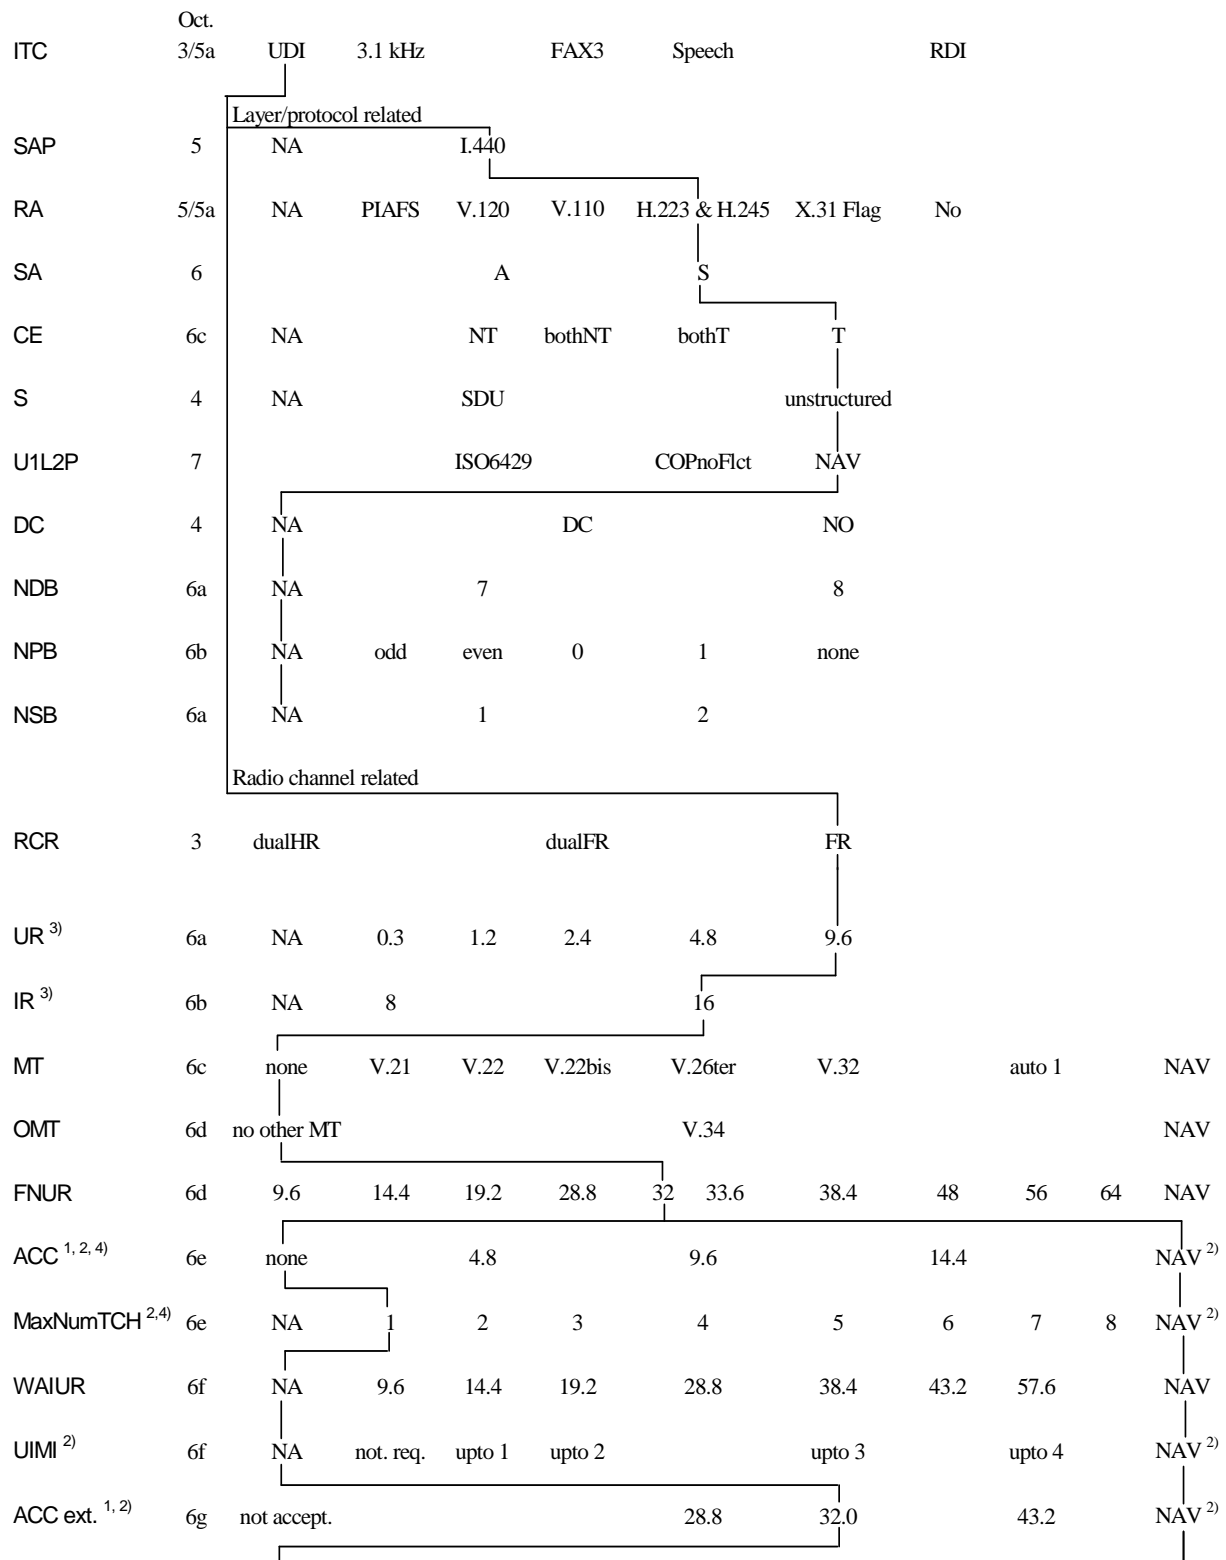 Oct.
ITC 3/5a UDI 3.1 kHz FAX3 Speech RDI
Layer/protocol related
SAP 5 NA I.440
RA 5/5a NA PIAFS V.120 V.110 H.223 & H.245 X.31 Flag No
SA 6 A S
CE 6c NA NT bothNT bothT T
S 4 NA SDU unstructured
U1L2P 7 ISO6429 COPnoFlct NAV
DC 4 NA DC NO
NDB 6a NA 7 8
NPB 6b NA odd even 0 1 none
NSB 6a NA 1 2
Radio channel related
RCR 3 dualHR dualFR FR
UR 3) 6a NA 0.3 1.2 2.4 4.8 9.6
IR 3) 6b NA 8 16
MT 6c none V.21 V.22 V.22bis V.26ter V.32 auto 1 NAV
OMT 6d no other MT V.34 NAV
FNUR 6d 9.6 14.4 19.2 28.8 32 33.6 38.4 48 56 64 NAV
ACC 1, 2, 4) 6e none 4.8 9.6 14.4 NAV 2)
MaxNumTCH 2,4) 6e NA 1 2 3 4 5 6 7 8 NAV 2)
WAIUR 6f NA 9.6 14.4 19.2 28.8 38.4 43.2 57.6 NAV
UIMI 2) 6f NA not. req. upto 1 upto 2 upto 3 upto 4 NAV 2)
ACC ext. 1, 2) 6g not accept. 28.8 32.0 43.2 NAV 2)